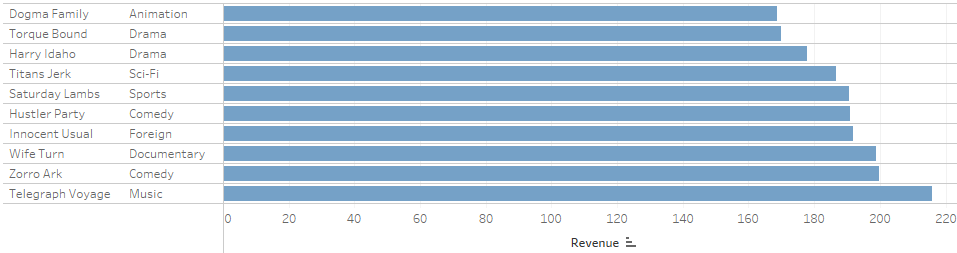 Dogma Family Animation
Torque Bound Drama
Harry Idaho Drama
Titans Jerk Sci-Fi
Saturday Lambs Sports
Hustler Party Comedy
Innocent Usual Foreign
Wife Turn Documentary
Zorro Ark Comedy
Telegraph Voyage Music
0 20 40 60 80 100 120 140 160 180 200 220
Revenue